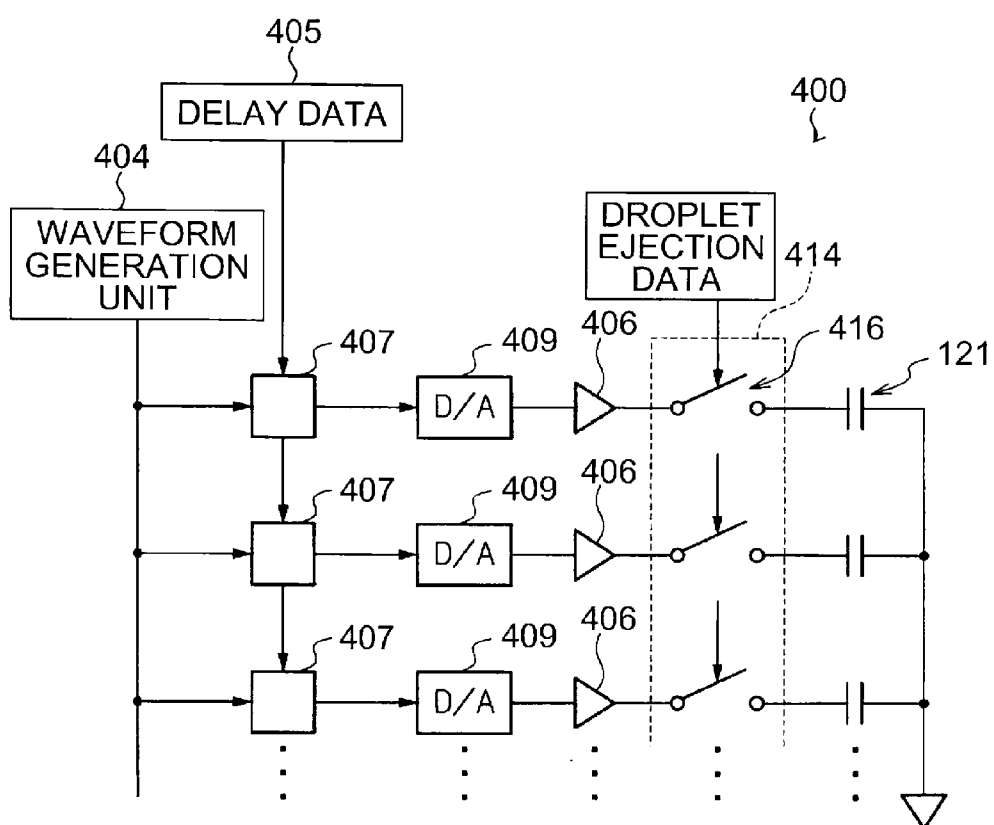 405
DELAY DATA
400
404
WAVEFORM
GENERATION
UNIT
DROPLET
EJECTION
DATA
414
407
409
406
416
121
D/A
407
409
406
D/A
407
409
406
D/A